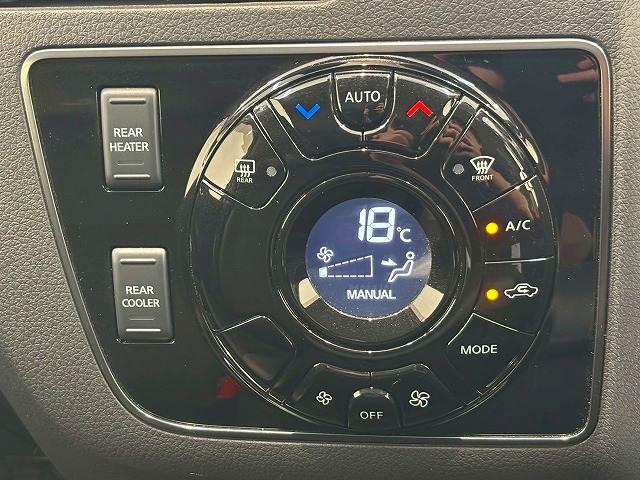 AUTO
REAR
HEATER
REAR
FRONT
A/C
18°C
MANUAL
REAR
COOLER
MODE
OFF